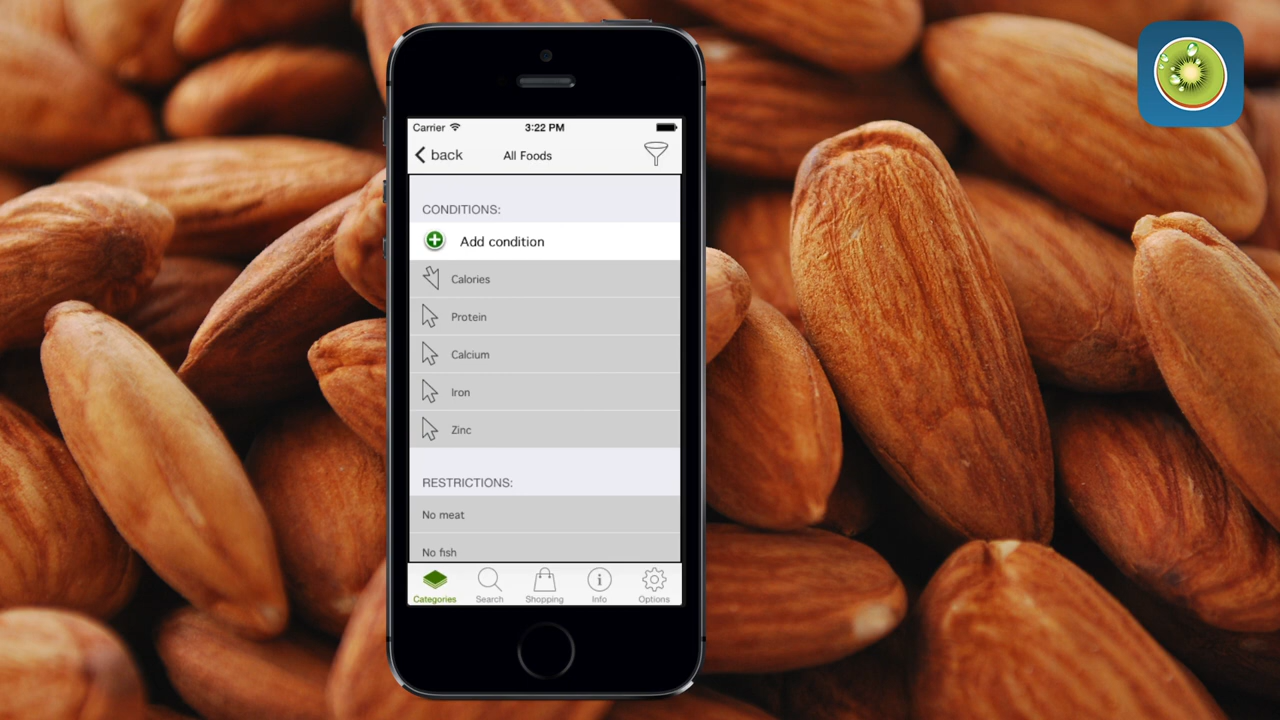 Carrier 3:22 PM
back All Foods
CONDITIONS:
Add condition
Calories
Protein
Calcium
Iron
Zinc
RESTRICTIONS:
No meat
No fish
Categories Search Shopping Info Options